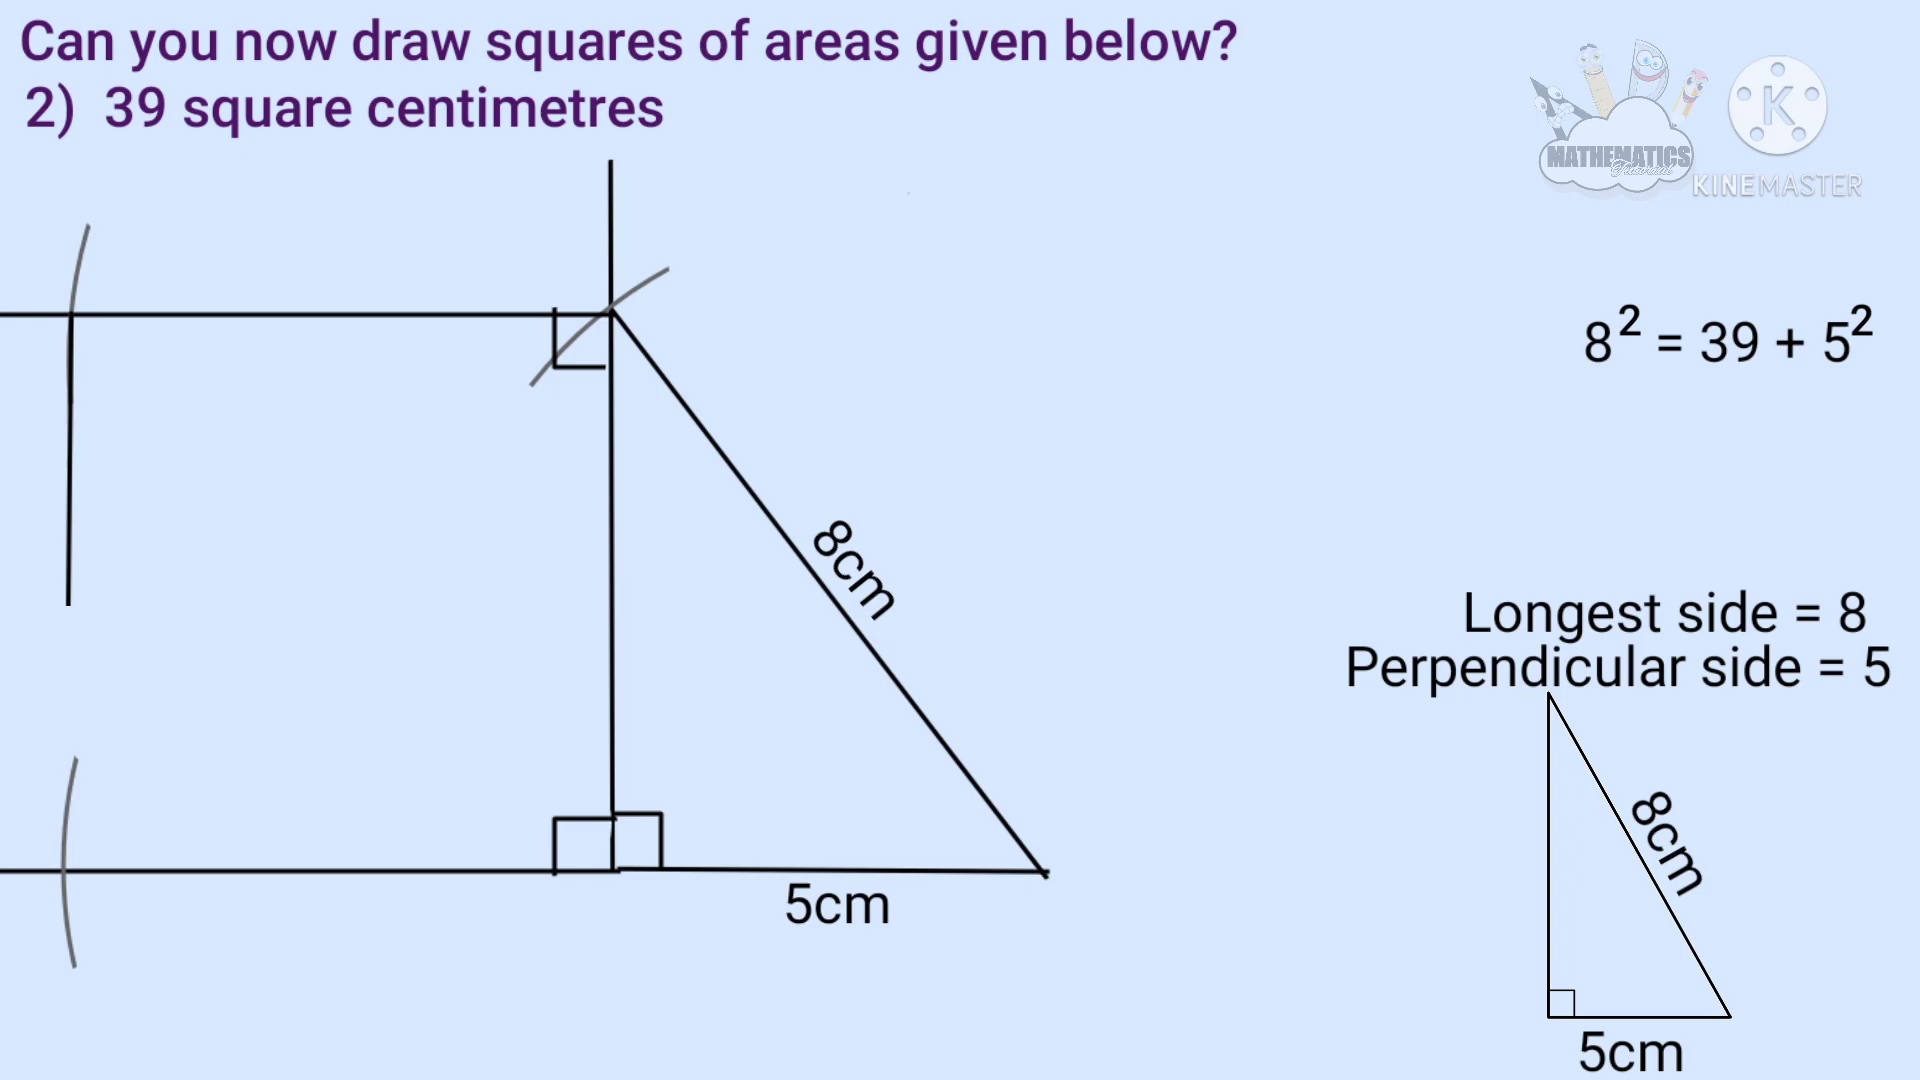 Can you now draw squares of areas given below?
2) 39 square centimetres
MATHEMATICS
Tutorial
K
KINEMASTER
8² = 39 + 5²
8cm
Longest side = 8
Perpendicular side = 5
8cm
5cm
5cm